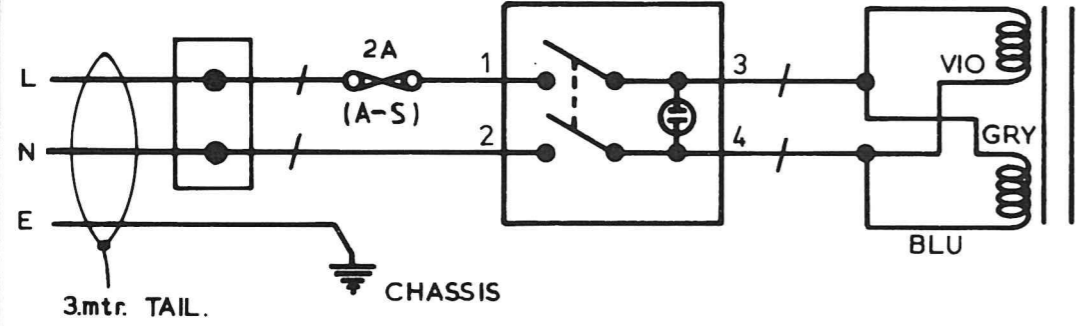 L
2A
(A-S)
1
3
VIO
N
2
4
GRY
E
BLU
CHASSIS
3.mtr. TAIL.